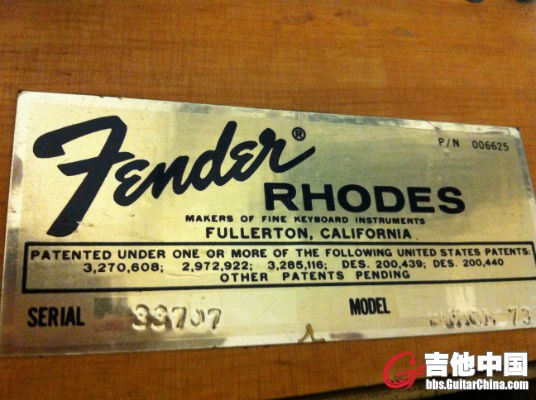 Fender®
P/N 006625
RHODES
MAKERS OF FINE KEYBOARD INSTRUMENTS
FULLERTON, CALIFORNIA
PATENTED UNDER ONE OR MORE OF THE FOLLOWING UNITED STATES PATENTS:
3,270,608; 2,972,922; 3,285,116; DES. 200,439; DES. 200,440
OTHER PATENTS PENDING
SERIAL 33707 MODEL 73
吉他中国
bbs.GuitarChina.com